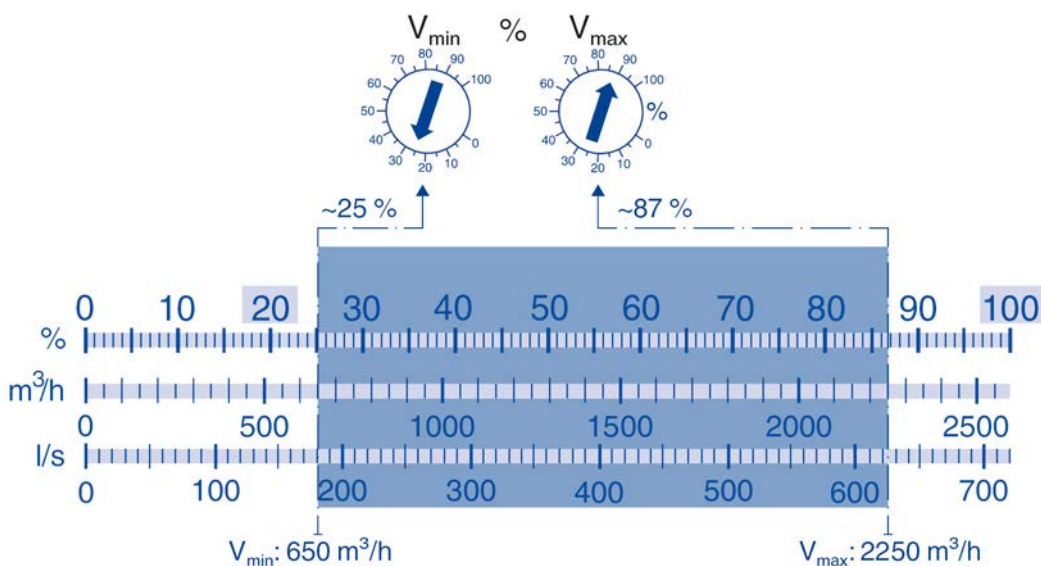 Vmin % Vmax
70 80 90 100 60 50 40 30 20 10 0
70 80 90 100 60 50 40 30 20 10 0 %
~25 % ~87 %
0 10 20 30 40 50 60 70 80 90 100
%
m³/h
0 500 1000 1500 2000 2500
l/s
0 100 200 300 400 500 600 700
Vmin: 650 m³/h Vmax: 2250 m³/h